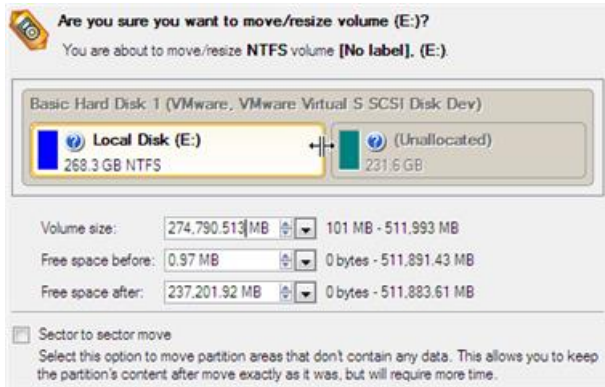 Are you sure you want to move/resize volume (E:)?
You are about to move/resize NTFS volume [No label], (E:).
Basic Hard Disk 1 (VMware, VMware Virtual S SCSI Disk Dev)
Local Disk (E:) (Unallocated)
268.3 GB NTFS 231.6 GB
Volume size: 274,790.513 MB 101 MB - 511,993 MB
Free space before: 0.97 MB 0 bytes - 511,891.43 MB
Free space after: 237,201.92 MB 0 bytes - 511,883.61 MB
Sector to sector move
Select this option to move partition areas that don't contain any data. This allows you to keep
the partition's content after move exactly as it was, but will require more time.